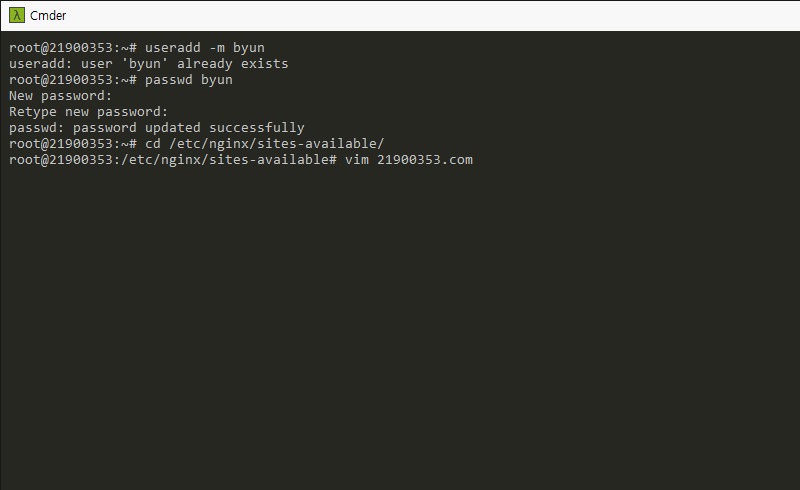 λ Cmder
root@21900353:~# useradd -m byun
useradd: user 'byun' already exists
root@21900353:~# passwd byun
New password:
Retype new password:
passwd: password updated successfully
root@21900353:~# cd /etc/nginx/sites-available/
root@21900353:/etc/nginx/sites-available# vim 21900353.com